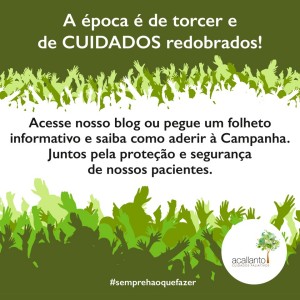 A época é de torcer e
de CUIDADOS redobrados!
Acesse nosso blog ou pegue um folheto
informativo e saiba como aderir à Campanha.
Juntos pela proteção e segurança
de nossos pacientes.
acallanto
#semprehaoquefazer